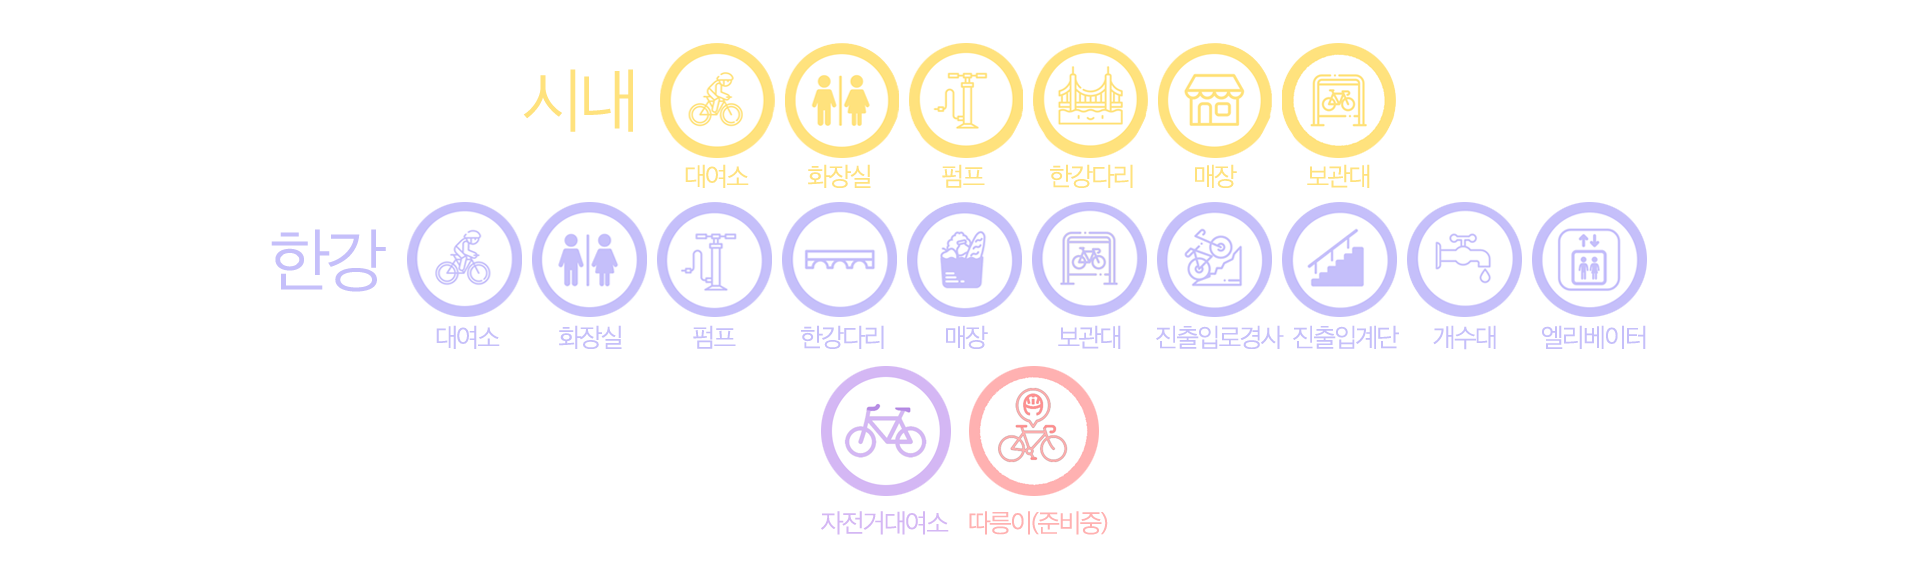 시내
대여소 화장실 펌프 한강다리 매장 보관대
한강
대여소 화장실 펌프 한강다리 매장 보관대 진출입로경사 진출입계단 개수대 엘리베이터
자전거대여소 따릉이(준비중)